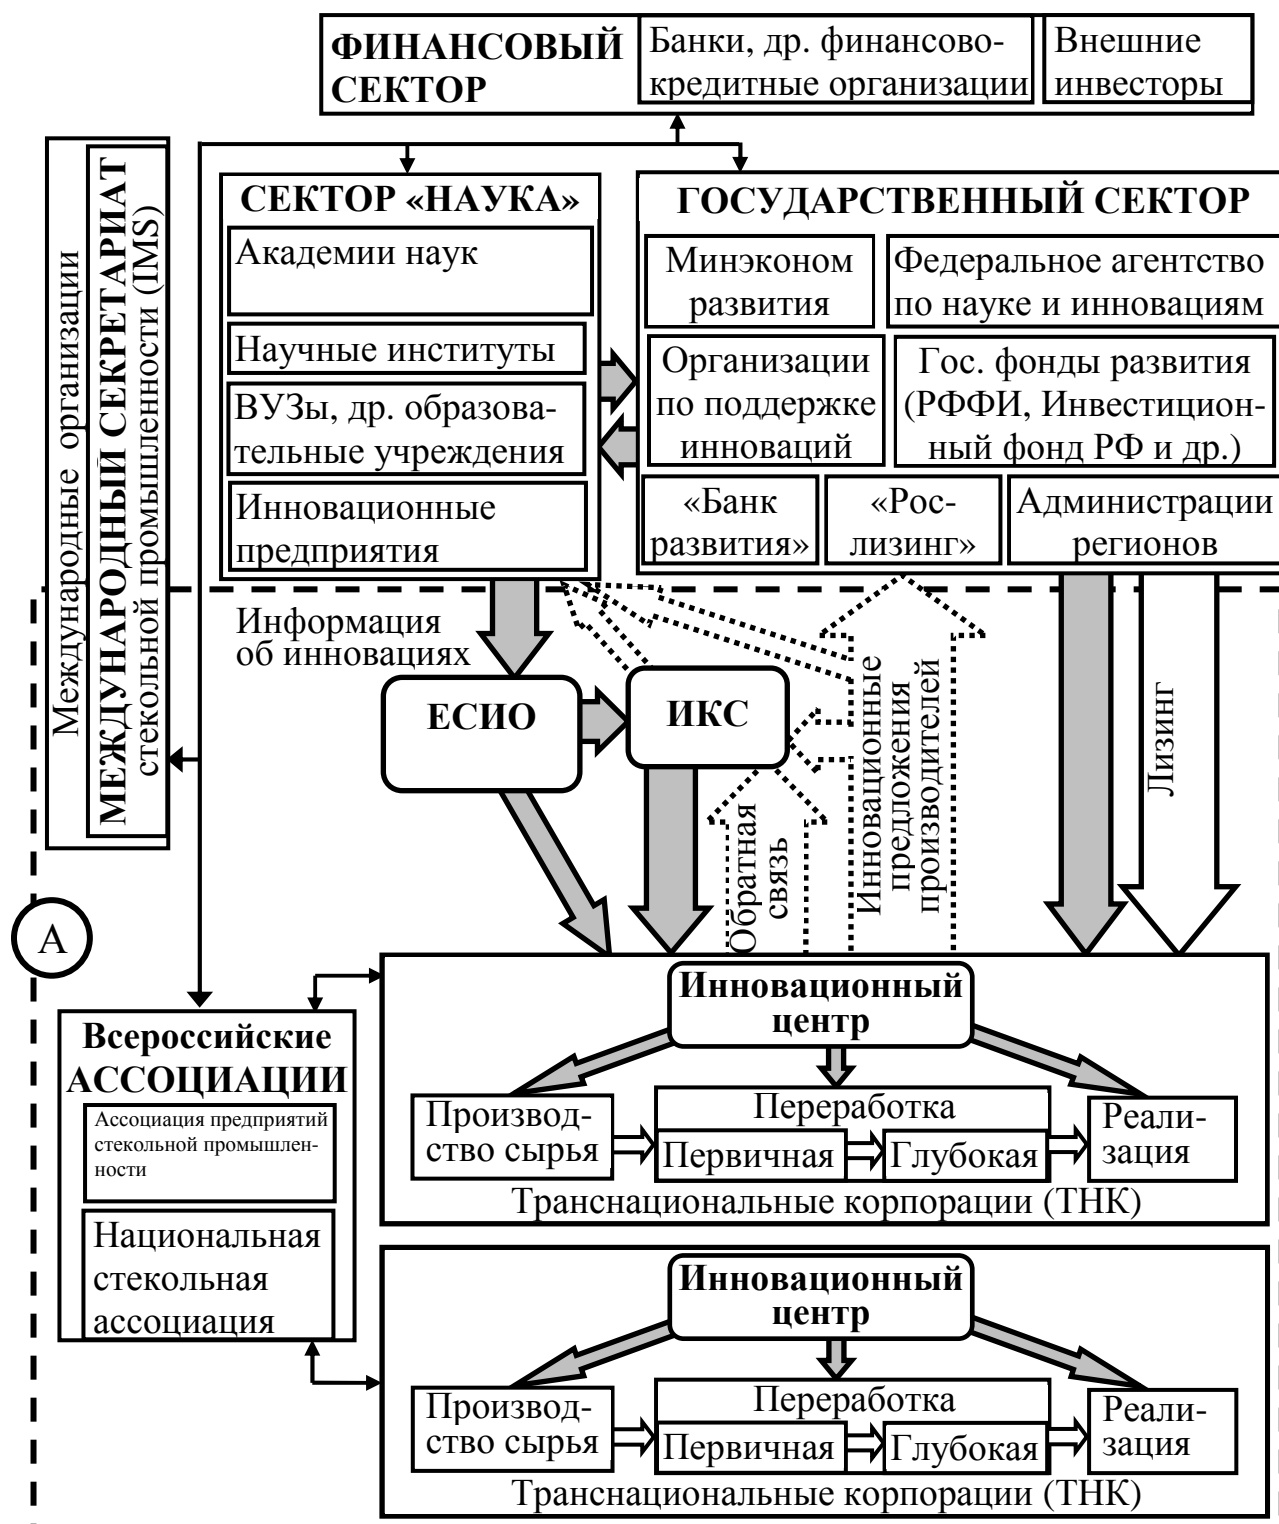 ФИНАНСОВЫЙ
СЕКТОР
Банки, др. финансово-
кредитные организации
Внешние
инвесторы
Международные организации
МЕЖДУНАРОДНЫЙ СЕКРЕТАРИАТ
стекольной промышленности (IMS)
СЕКТОР «НАУКА»
Академии наук
Научные институты
ВУЗы, др. образова-
тельные учреждения
Инновационные
предприятия
ГОСУДАРСТВЕННЫЙ СЕКТОР
Минэконом
развития
Федеральное агентство
по науке и инновациям
Организации
по поддержке
инноваций
Гос. фонды развития
(РФФИ, Инвестицион-
ный фонд РФ и др.)
«Банк
развития»
«Рос-
лизинг»
Администрации
регионов
Информация
об инновациях
ЕСИО
ИКС
Обратная
связь
Инновационные
предложения
производителей
Лизинг
А
Всероссийские
АССОЦИАЦИИ
Ассоциация предприятий
стекольной промышлен-
ности
Национальная
стекольная
ассоциация
Инновационный
центр
Производ-
ство сырья
Переработка
Первичная
Глубокая
Реали-
зация
Транснациональные корпорации (ТНК)
Инновационный
центр
Производ-
ство сырья
Переработка
Первичная
Глубокая
Реали-
зация
Транснациональные корпорации (ТНК)